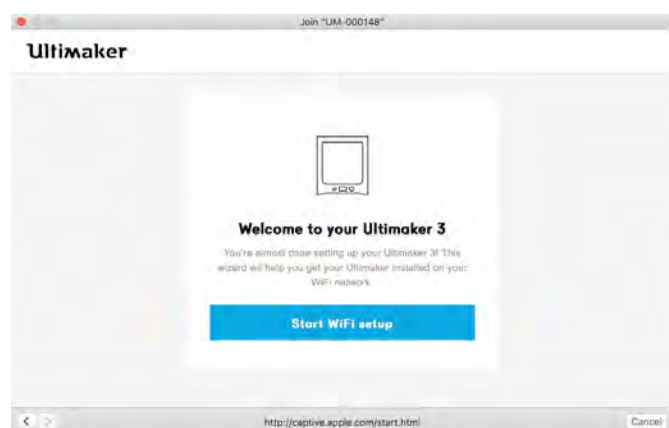 Join "UM-000148"
Ultimaker
Welcome to your Ultimaker 3
You're almost done setting up your Ultimaker 3! This
wizard will help you get your Ultimaker installed on your
WiFi network.
Start WiFi setup
http://captive.apple.com/start.html
Cancel